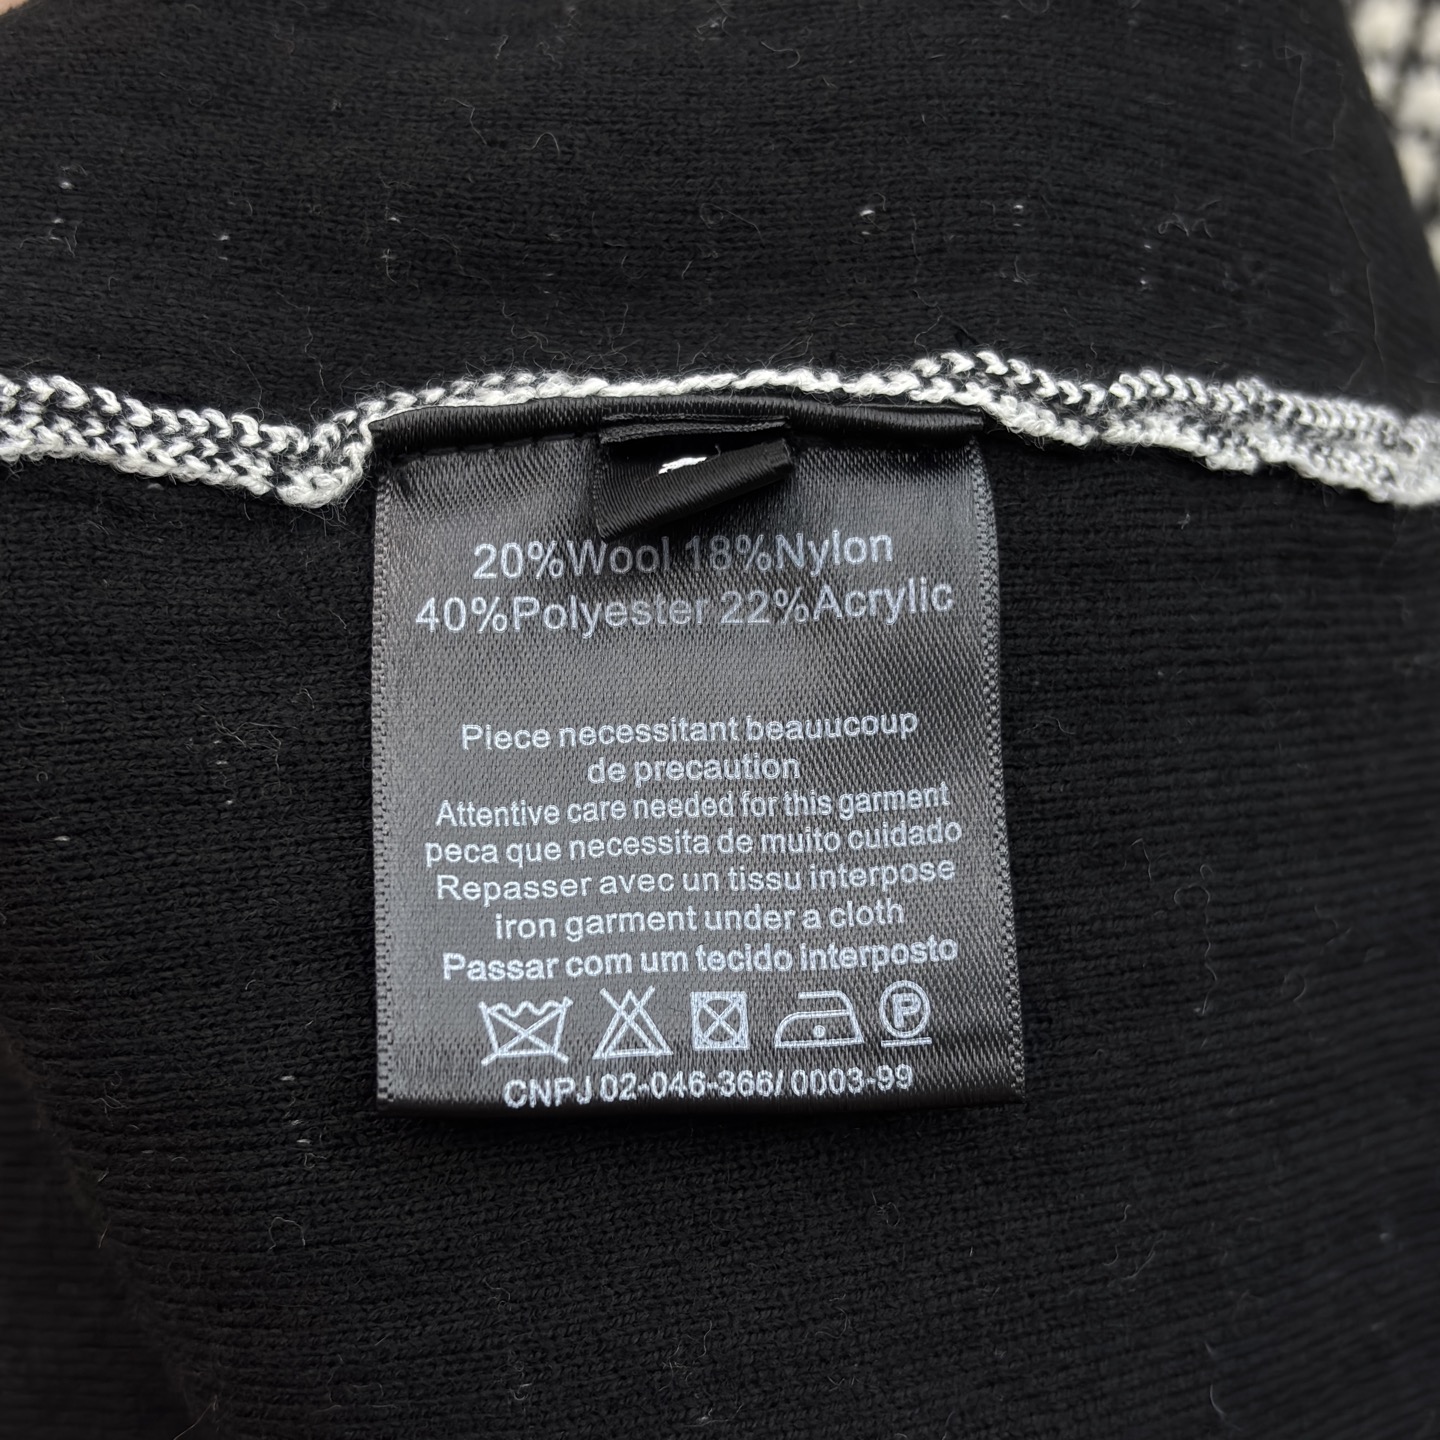 20%Wool 18%Nylon
40%Polyester 22%Acrylic
Piece necessitant beauucoup
de precaution
Attentive care needed for this garment
peca que necessita de muito cuidado
Repasser avec un tissu interpose
iron garment under a cloth
Passar com um tecido interposto
P
CNPJ 02-046-366/0003-99